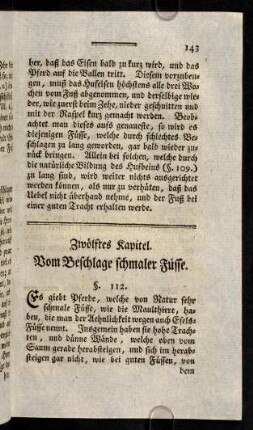 143
her, daß das Eisen bald zu kurz wird, und das
Pferd auf die Ballen tritt. Diesem vorzubeu-
gen, muß das Hufeisen höchstens alle drei Wo-
chen vom Fuß abgenommen, und derselbige wie
der, wie zuerst beim Zehe, nieder geschnitten und
mit der Raspel kurz gemacht werden. Beob-
achtet man dieses aufs genaueste, so wird es
diejenigen Füsse, welche durch schlechtes Be-
schlagen zu lang geworden, gar bald wieder zu-
rück bringen. Allein bei solchen, welche durch
die natürliche Bildung des Hufbeins (§. 109.)
zu lang sind, wird weiter nichts ausgerichtet
werden können, als nur zu verhüten, daß das
Uebel nicht überhand nehme, und der Fuß bei
einer guten Tracht erhalten werde.
Zwölftes Kapitel.
Vom Beschlage schmaler Füsse.
§. 112.
Es giebt Pferde, welche von Natur sehr
schmale Füsse, wie die Maulthiere, ha-
ben, die man der Aehnlichkeit wegen auch Esels-
Füsse nennt. Insgemein haben sie hohe Trach-
ten, und dünne Wände, welche oben vom
Saum gerade herabsteigen, und sich im herab-
steigen gar nicht, wie bei guten Füssen, von
dem